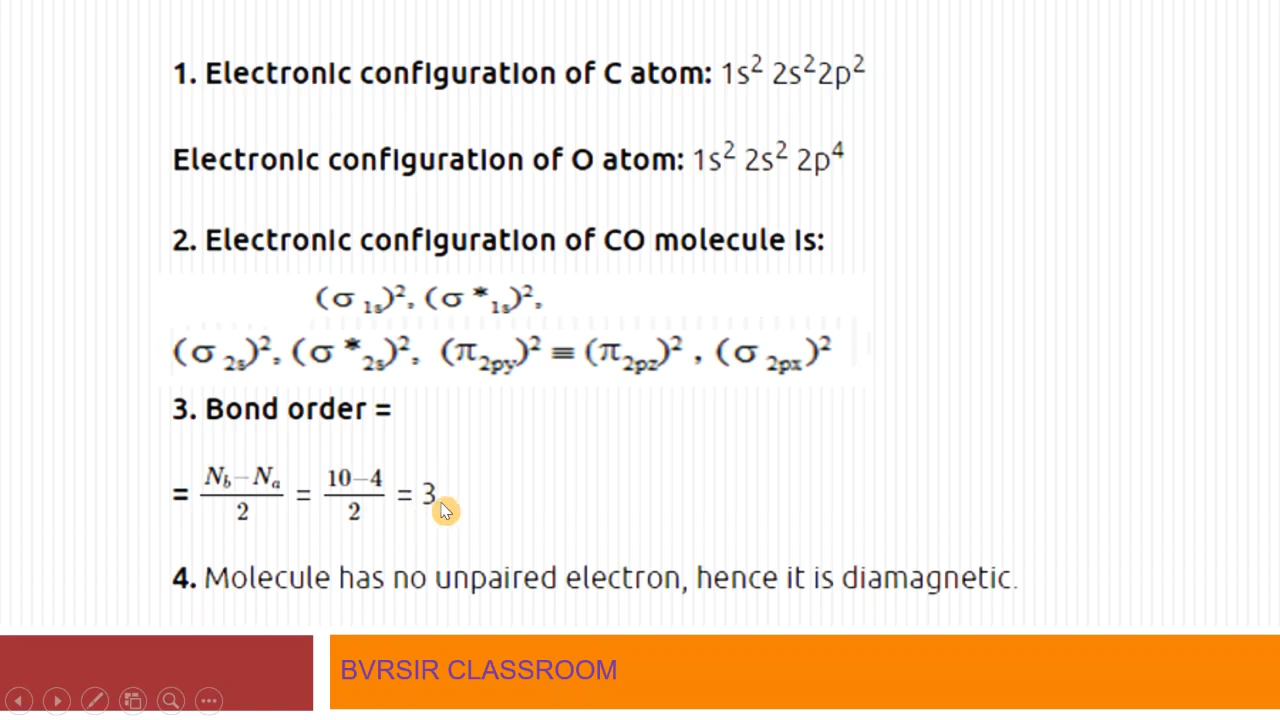 1. Electronic configuration of C atom: 1s² 2s²2p²
Electronic configuration of O atom: 1s² 2s² 2p⁴
2. Electronic configuration of CO molecule is:
(σ ₁ₛ)², (σ *₁ₛ)²,
(σ ₂ₛ)², (σ *₂ₛ)², (π₂py)² ≡ (π₂pz)² , (σ ₂px)²
3. Bond order =
= (N_b – N_a)/2 = (10–4)/2 = 3
4. Molecule has no unpaired electron, hence it is diamagnetic.
BVRSIR CLASSROOM